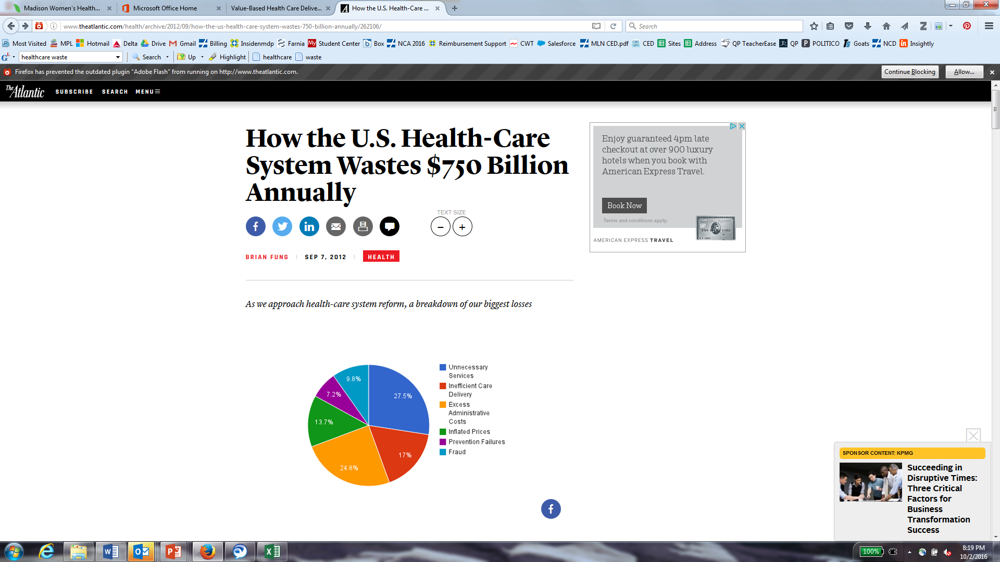 Madison Women's Health...
Microsoft Office Home
Value-Based Health Care Delive...
How the U.S. Health-Care ...
www.theatlantic.com/health/archive/2012/09/how-the-us-health-care-system-wastes-750-billion-annually/262106/
Search
Most Visited MPL Hotmail Delta Drive Gmail Billing Insidenmdp Farnia Student Center Box NCA 2016 Reimbursement Support CWT Salesforce MLN CED.pdf CED Sites Address QP TeacherEase QP POLITICO Goats NCD Insightly
healthcare waste Search Up Highlight healthcare waste
Firefox has prevented the outdated plugin "Adobe Flash" from running on http://www.theatlantic.com.
Continue Blocking
Allow...
The Atlantic SUBSCRIBE SEARCH MENU
How the U.S. Health-Care
System Wastes $750 Billion
Annually
TEXT SIZE
BRIAN FUNG | SEP 7, 2012 | HEALTH
As we approach health-care system reform, a breakdown of our biggest losses
Enjoy guaranteed 4pm late
checkout at over 900 luxury
hotels when you book with
American Express Travel.
Book Now
Terms and conditions apply.
AMERICAN EXPRESS TRAVEL
9.8%
7.2%
27.5%
13.7%
17%
24.8%
Unnecessary
Services
Inefficient Care
Delivery
Excess
Administrative
Costs
Inflated Prices
Prevention Failures
Fraud
SPONSOR CONTENT: KPMG
Succeeding in
Disruptive Times:
Three Critical
Factors for
Business
Transformation
Success
100%
8:19 PM
10/2/2016